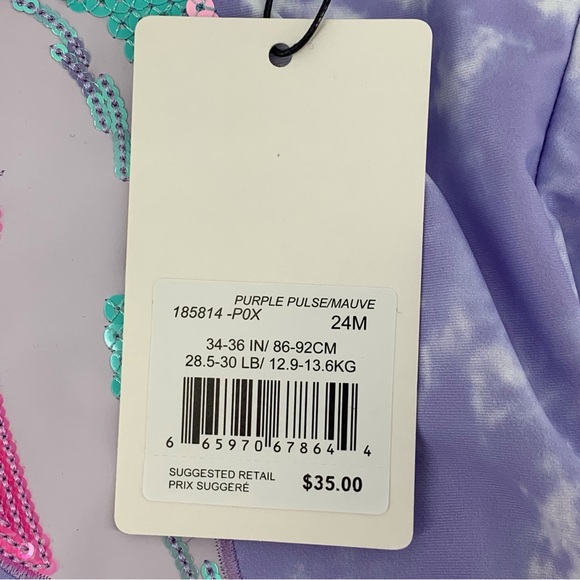 PURPLE PULSE/MAUVE
185814 -P0X 24M
34-36 IN/ 86-92CM
28.5-30 LB/ 12.9-13.6KG
6 65970 67864 4
SUGGESTED RETAIL
PRIX SUGGERÉ $35.00